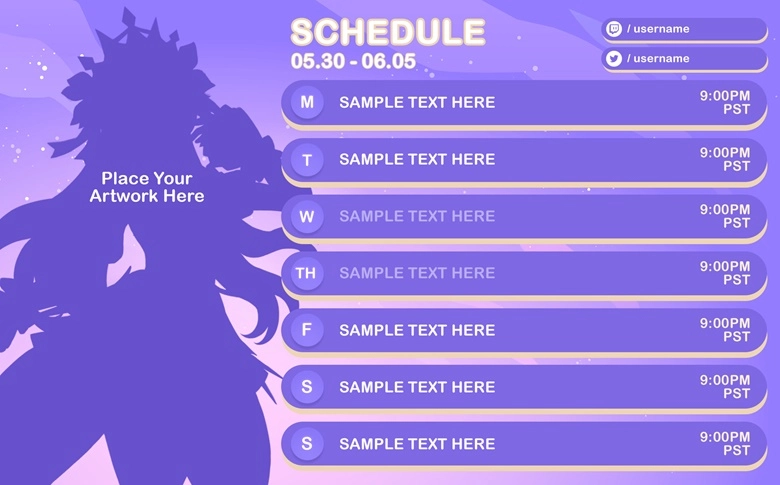 SCHEDULE
05.30 - 06.05
/ username
/ username
Place Your
Artwork Here
M SAMPLE TEXT HERE 9:00PM
PST
T SAMPLE TEXT HERE 9:00PM
PST
W SAMPLE TEXT HERE 9:00PM
PST
TH SAMPLE TEXT HERE 9:00PM
PST
F SAMPLE TEXT HERE 9:00PM
PST
S SAMPLE TEXT HERE 9:00PM
PST
S SAMPLE TEXT HERE 9:00PM
PST